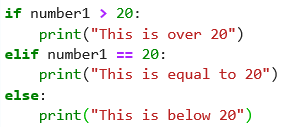 if number1 > 20:
    print("This is over 20")
elif number1 == 20:
    print("This is equal to 20")
else:
    print("This is below 20")